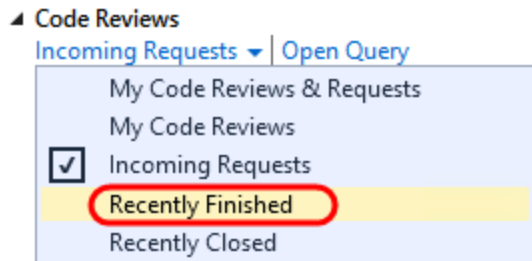 Code Reviews
Incoming Requests | Open Query
My Code Reviews & Requests
My Code Reviews
Incoming Requests
Recently Finished
Recently Closed